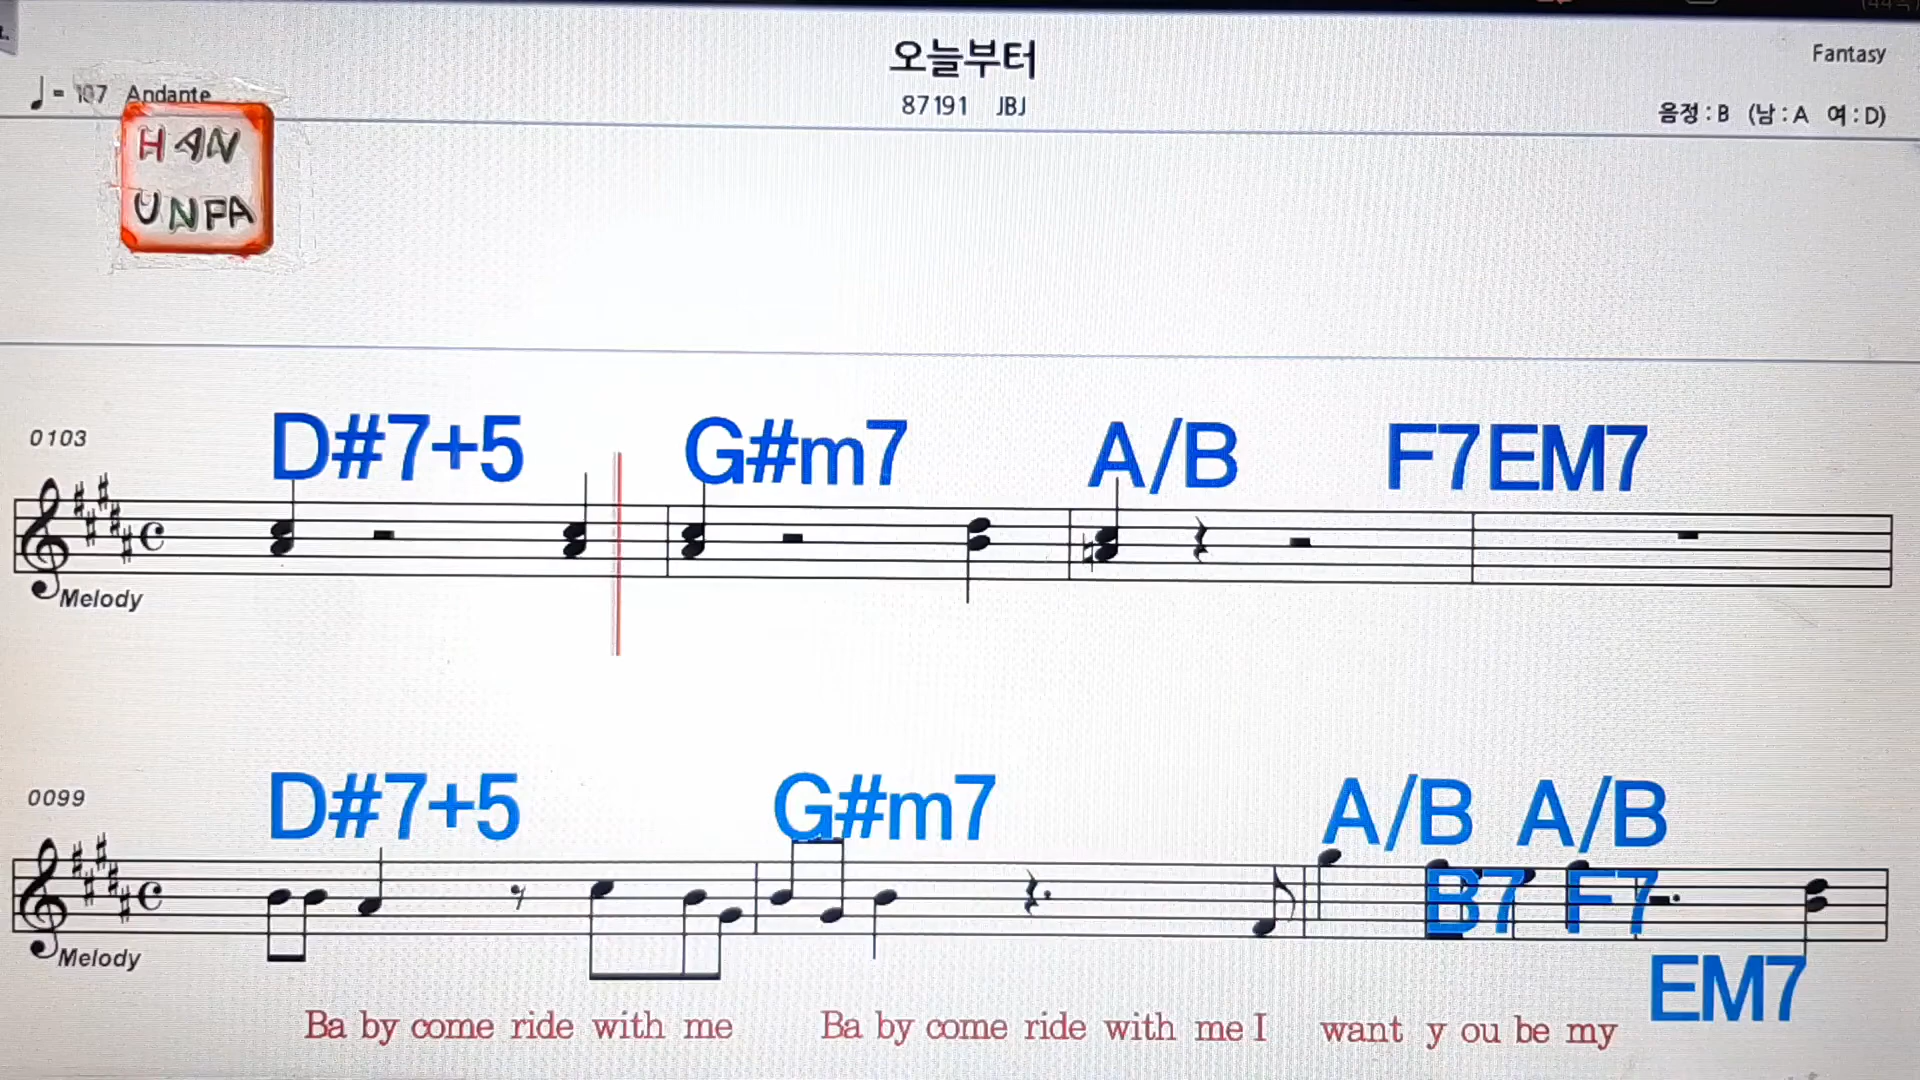 오늘부터
Fantasy
= 107 Andante
87191 JBJ
음정 : B (남 : A 여 : D)
HAN
UNPA
0103
D#7+5 G#m7 A/B F7EM7
Melody
0099
D#7+5 G#m7 A/B A/B
B7 F7
EM7
Melody
Ba by come ride with me Ba by come ride with me I want y ou be my